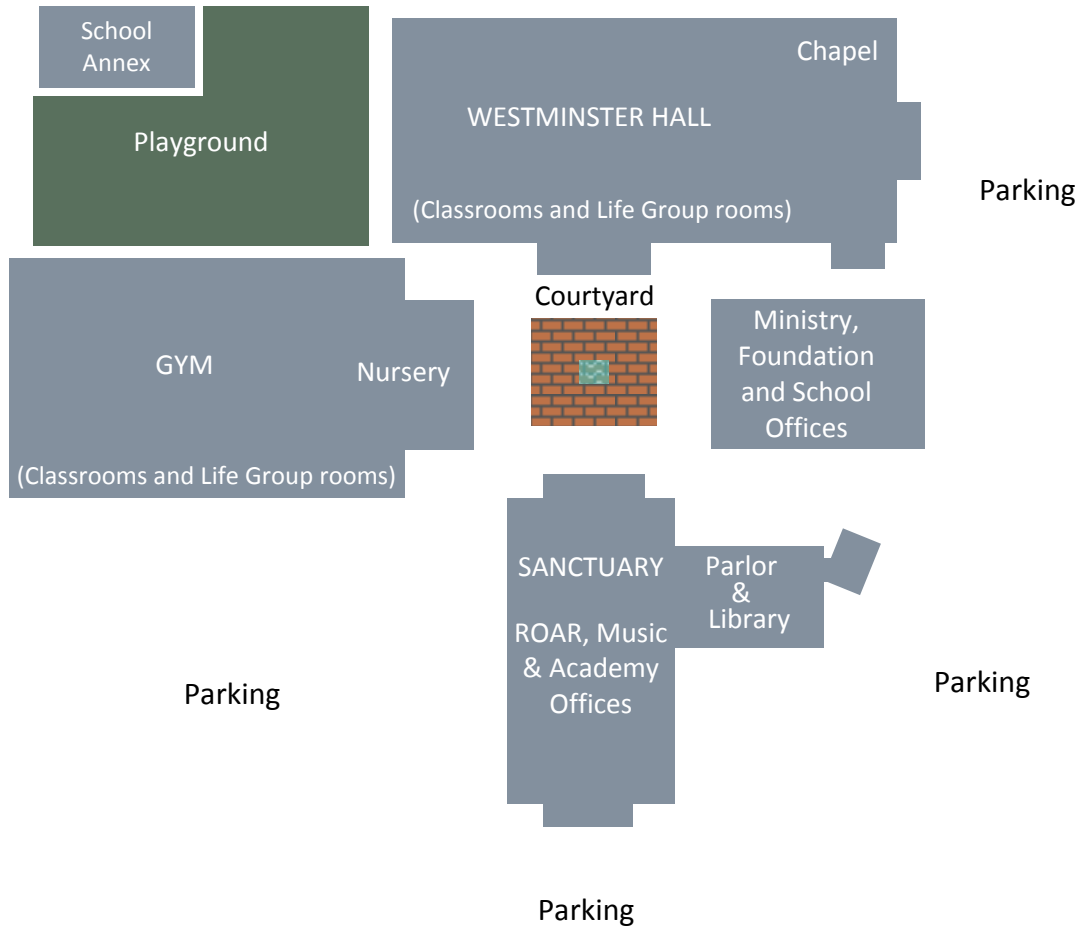 School
Annex
Playground
Chapel
WESTMINSTER HALL
(Classrooms and Life Group rooms)
Parking
Courtyard
GYM
Nursery
(Classrooms and Life Group rooms)
Ministry,
Foundation
and School
Offices
SANCTUARY
ROAR, Music
& Academy
Offices
Parlor
&
Library
Parking
Parking
Parking